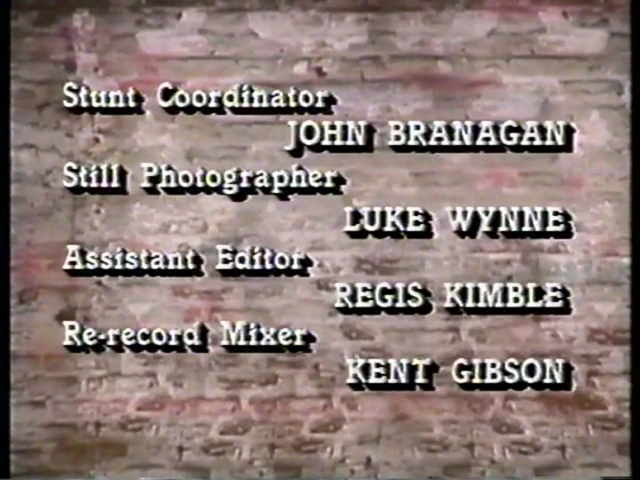 Stunt Coordinator
JOHN BRANAGAN
Still Photographer
LUKE WYNNE
Assistant Editor
REGIS KIMBLE
Re-record Mixer
KENT GIBSON